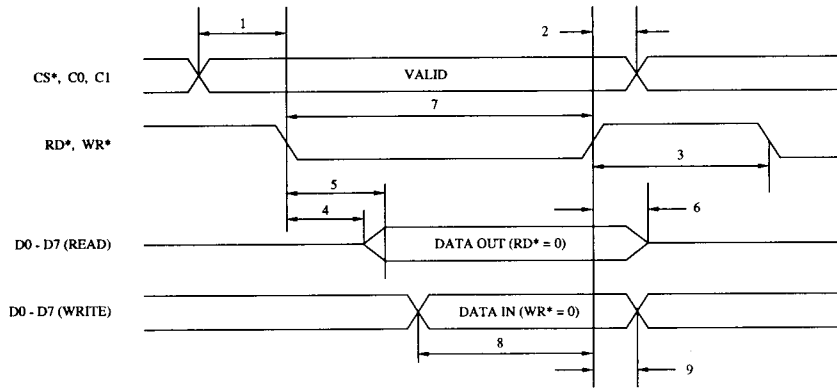 1
2
CS*, C0, C1
VALID
7
RD*, WR*
3
5
4
6
D0 - D7 (READ)
DATA OUT (RD* = 0)
D0 - D7 (WRITE)
DATA IN (WR* = 0)
8
9